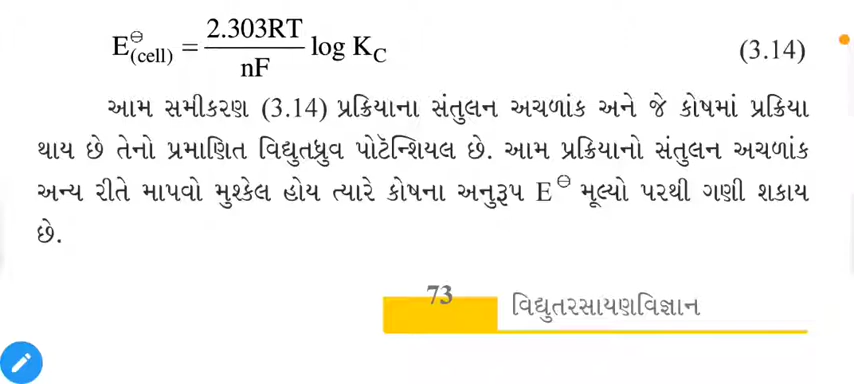 E⊖(cell) = 2.303RT/nF log KC (3.14)
આમ સમીકરણ (3.14) પ્રક્રિયાના સંતુલન અચળાંક અને જે કોષમાં પ્રક્રિયા
થાય છે તેનો પ્રમાણિત વિદ્યુતધ્રુવ પોટૅન્શિયલ છે. આમ પ્રક્રિયાનો સંતુલન અચળાંક
અન્ય રીતે માપવો મુશ્કેલ હોય ત્યારે કોષના અનુરૂપ E⊖ મૂલ્યો પરથી ગણી શકાય
છે.
73 વિદ્યુતરસાયણવિજ્ઞાન